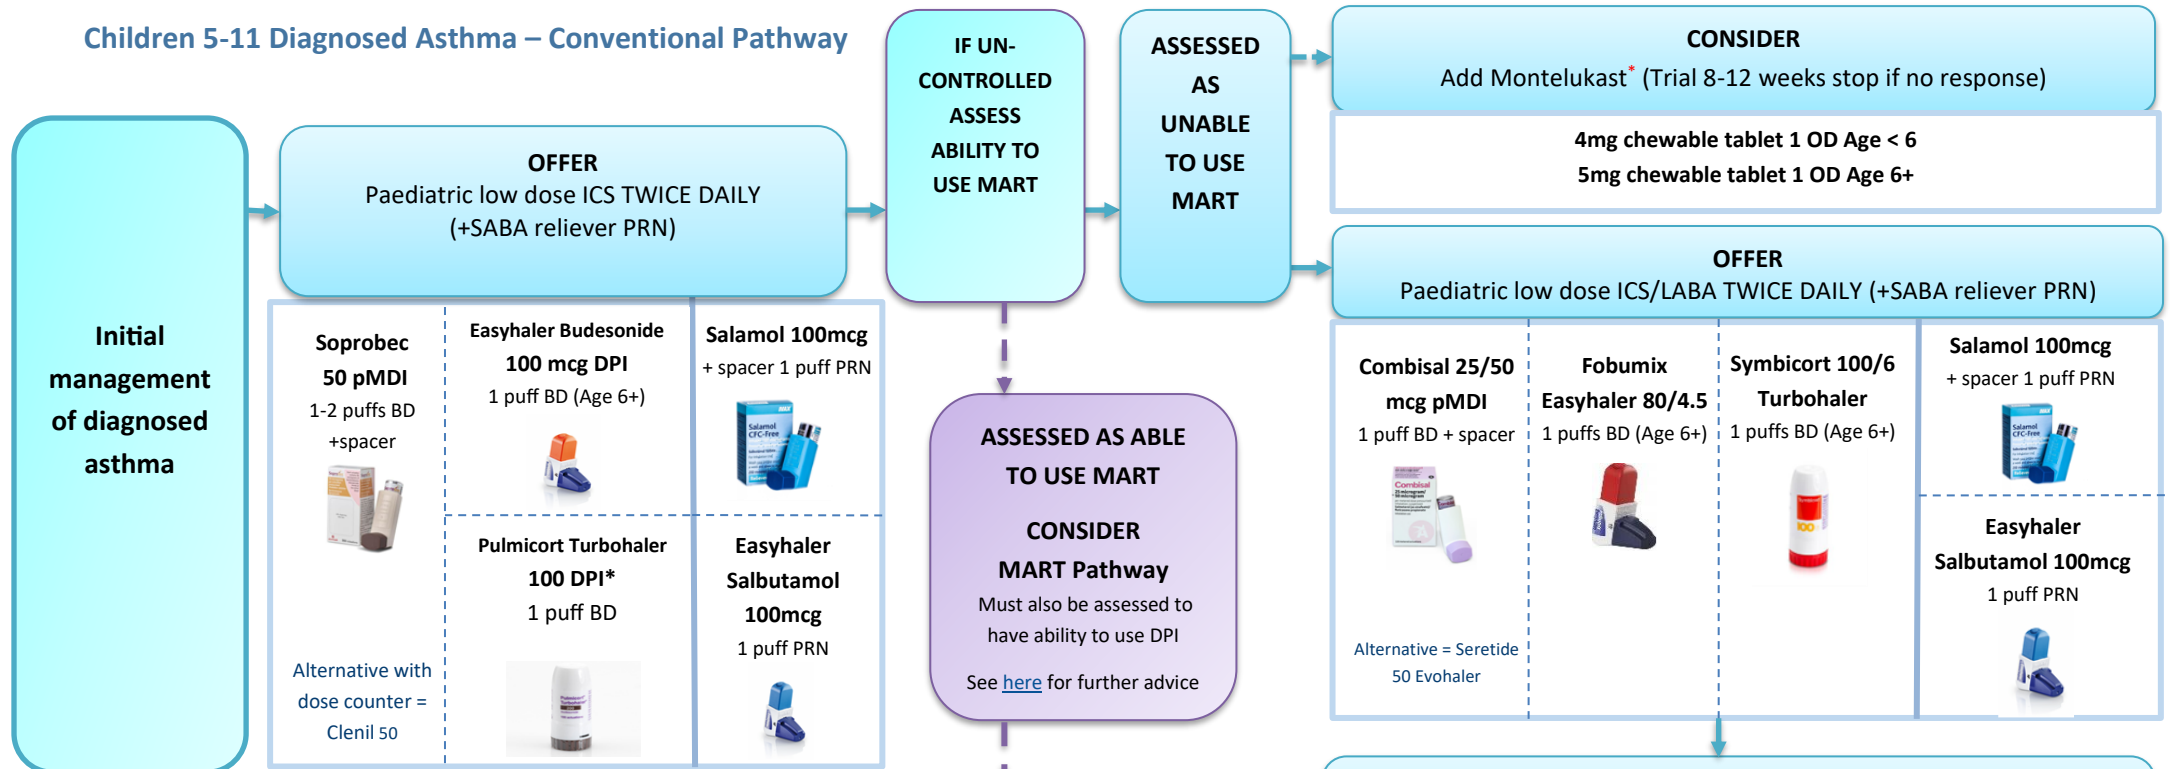 Children 5-11 Diagnosed Asthma – Conventional Pathway
Initial
management
of diagnosed
asthma
OFFER
Paediatric low dose ICS TWICE DAILY
(+SABA reliever PRN)
Soprobec
50 pMDI
1-2 puffs BD
+spacer
Alternative with
dose counter =
Clenil 50
Easyhaler Budesonide
100 mcg DPI
1 puff BD (Age 6+)
Pulmicort Turbohaler
100 DPI*
1 puff BD
Salamol 100mcg
+ spacer 1 puff PRN
Salamol
CFC-Free
Easyhaler
Salbutamol
100mcg
1 puff PRN
IF UN-
CONTROLLED
ASSESS
ABILITY TO
USE MART
ASSESSED AS ABLE
TO USE MART
CONSIDER
MART Pathway
Must also be assessed to
have ability to use DPI
See here for further advice
ASSESSED
AS
UNABLE
TO USE
MART
CONSIDER
Add Montelukast* (Trial 8-12 weeks stop if no response)
4mg chewable tablet 1 OD Age < 6
5mg chewable tablet 1 OD Age 6+
OFFER
Paediatric low dose ICS/LABA TWICE DAILY (+SABA reliever PRN)
Combisal 25/50
mcg pMDI
1 puff BD + spacer
Combisal
Alternative = Seretide
50 Evohaler
Fobumix
Easyhaler 80/4.5
1 puffs BD (Age 6+)
Symbicort 100/6
Turbohaler
1 puffs BD (Age 6+)
100
Salamol 100mcg
+ spacer 1 puff PRN
Salamol
CFC-Free
Easyhaler
Salbutamol 100mcg
1 puff PRN